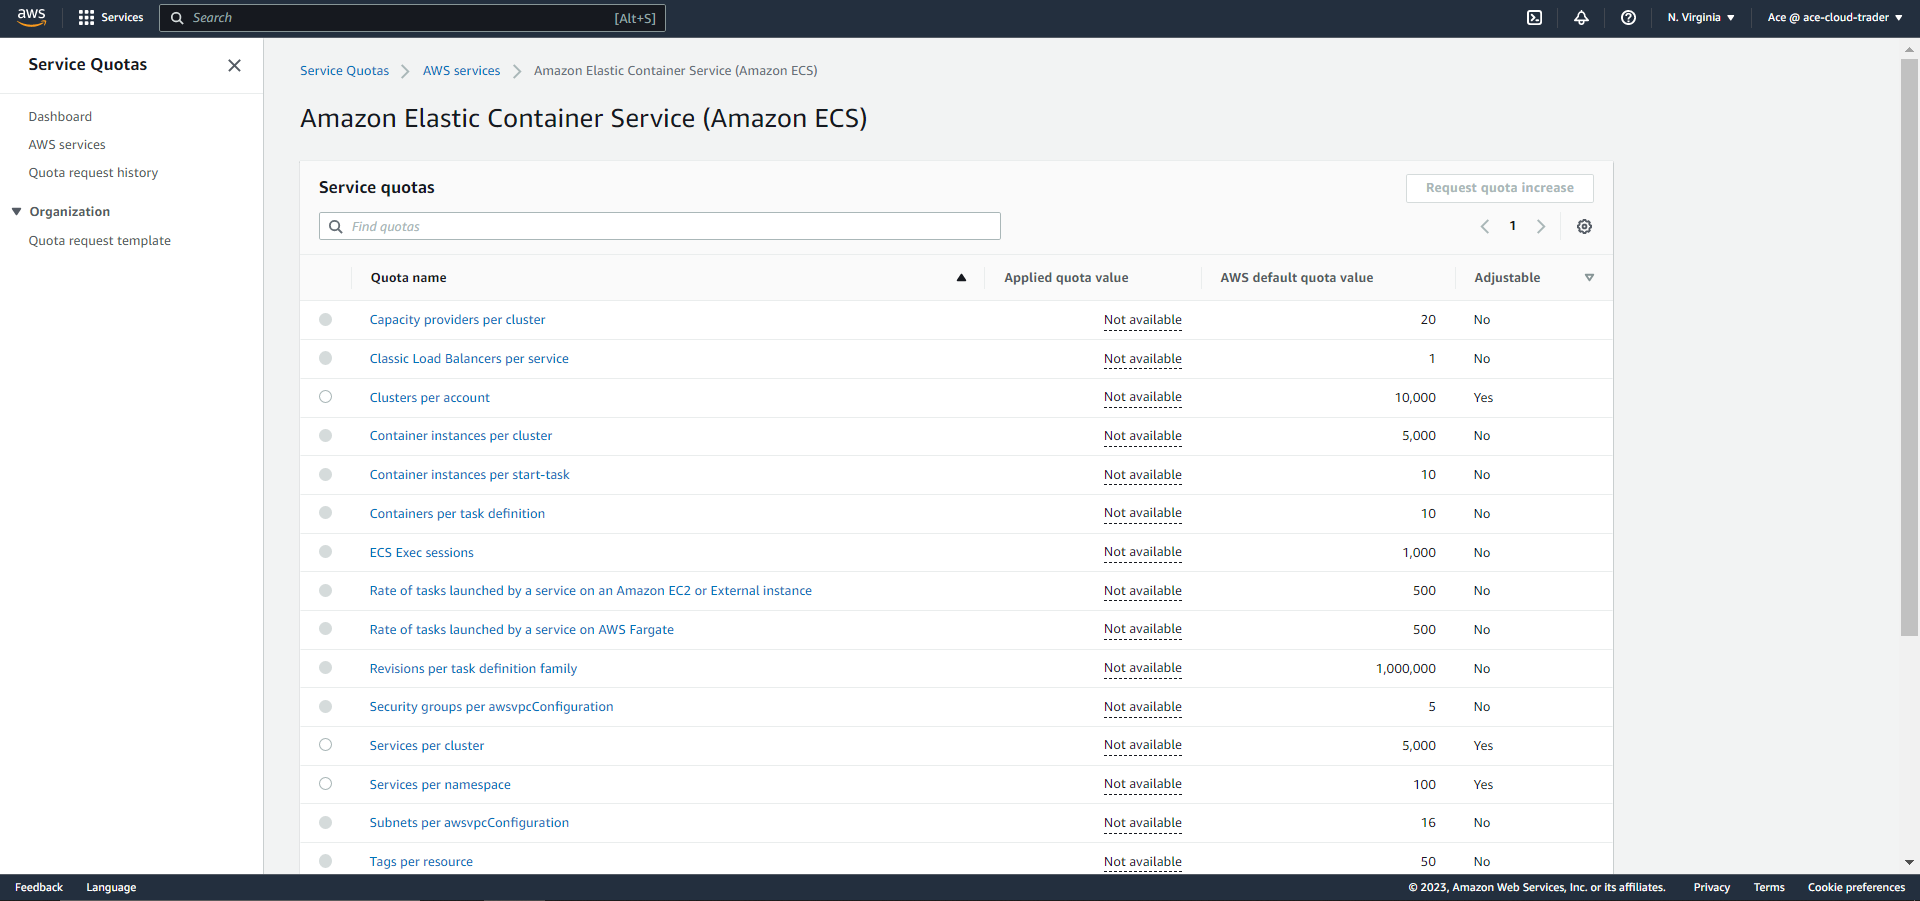 aws Services Search [Alt+S] N. Virginia ▼ Ace @ ace-cloud-trader ▼
Service Quotas
Dashboard
AWS services
Quota request history
Organization
Quota request template
Service Quotas > AWS services > Amazon Elastic Container Service (Amazon ECS)
Amazon Elastic Container Service (Amazon ECS)
Service quotas
Request quota increase
Find quotas
1
Quota name Applied quota value AWS default quota value Adjustable
Capacity providers per cluster Not available 20 No
Classic Load Balancers per service Not available 1 No
Clusters per account Not available 10,000 Yes
Container instances per cluster Not available 5,000 No
Container instances per start-task Not available 10 No
Containers per task definition Not available 10 No
ECS Exec sessions Not available 1,000 No
Rate of tasks launched by a service on an Amazon EC2 or External instance Not available 500 No
Rate of tasks launched by a service on AWS Fargate Not available 500 No
Revisions per task definition family Not available 1,000,000 No
Security groups per awsvpcConfiguration Not available 5 No
Services per cluster Not available 5,000 Yes
Services per namespace Not available 100 Yes
Subnets per awsvpcConfiguration Not available 16 No
Tags per resource Not available 50 No
Feedback Language © 2023, Amazon Web Services, Inc. or its affiliates. Privacy Terms Cookie preferences